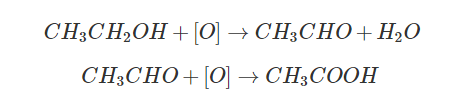 CH₃CH₂OH + [O] → CH₃CHO + H₂O
CH₃CHO + [O] → CH₃COOH